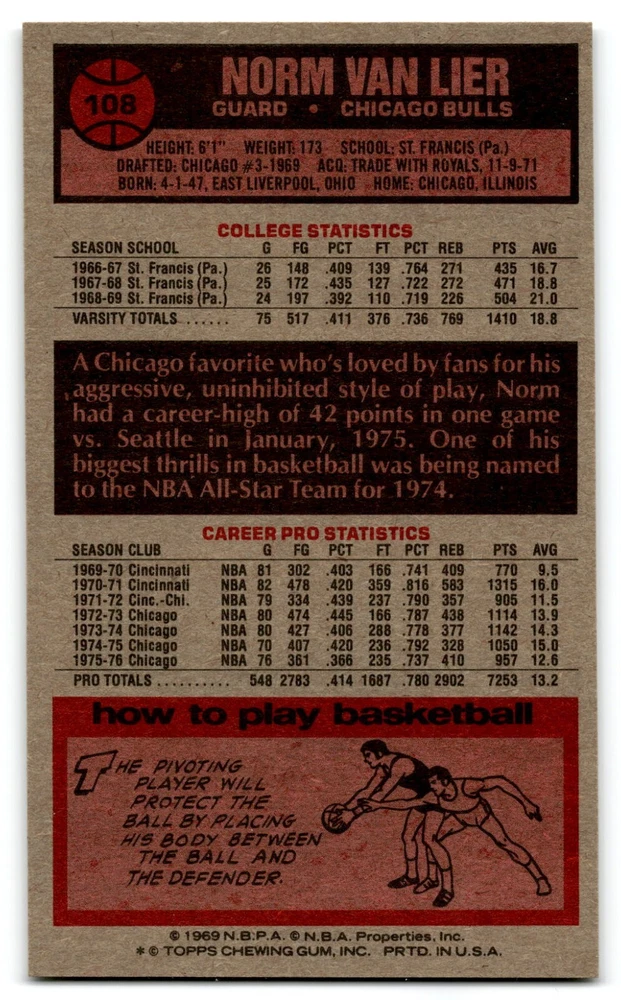 108
NORM VAN LIER
GUARD • CHICAGO BULLS
HEIGHT: 6'1" WEIGHT: 173 SCHOOL: ST. FRANCIS (Pa.)
DRAFTED: CHICAGO #3-1969 ACQ: TRADE WITH ROYALS, 11-9-71
BORN: 4-1-47, EAST LIVERPOOL, OHIO HOME: CHICAGO, ILLINOIS
COLLEGE STATISTICS
SEASON SCHOOL G FG PCT FT PCT REB PTS AVG
1966-67 St. Francis (Pa.) 26 148 .409 139 .764 271 435 16.7
1967-68 St. Francis (Pa.) 25 172 .435 127 .722 272 471 18.8
1968-69 St. Francis (Pa.) 24 197 .392 110 .719 226 504 21.0
VARSITY TOTALS ...... 75 517 .411 376 .736 769 1410 18.8
A Chicago favorite who's loved by fans for his
aggressive, uninhibited style of play, Norm
had a career-high of 42 points in one game
vs. Seattle in January, 1975. One of his
biggest thrills in basketball was being named
to the NBA All-Star Team for 1974.
CAREER PRO STATISTICS
SEASON CLUB G FG PCT FT PCT REB PTS AVG
1969-70 Cincinnati NBA 81 302 .403 166 .741 409 770 9.5
1970-71 Cincinnati NBA 82 478 .420 359 .816 583 1315 16.0
1971-72 Cinc.-Chi. NBA 79 334 .439 237 .790 357 905 11.5
1972-73 Chicago NBA 80 474 .445 166 .787 438 1114 13.9
1973-74 Chicago NBA 80 427 .406 288 .778 377 1142 14.3
1974-75 Chicago NBA 70 407 .420 236 .792 328 1050 15.0
1975-76 Chicago NBA 76 361 .366 235 .737 410 957 12.6
PRO TOTALS .......... 548 2783 .414 1687 .780 2902 7253 13.2
how to play basketball
THE PIVOTING
PLAYER WILL
PROTECT THE
BALL BY PLACING
HIS BODY BETWEEN
THE BALL AND
THE DEFENDER.
© 1969 N.B.P.A. © N.B.A. Properties, Inc.
* © TOPPS CHEWING GUM, INC. PRTD. IN U.S.A.